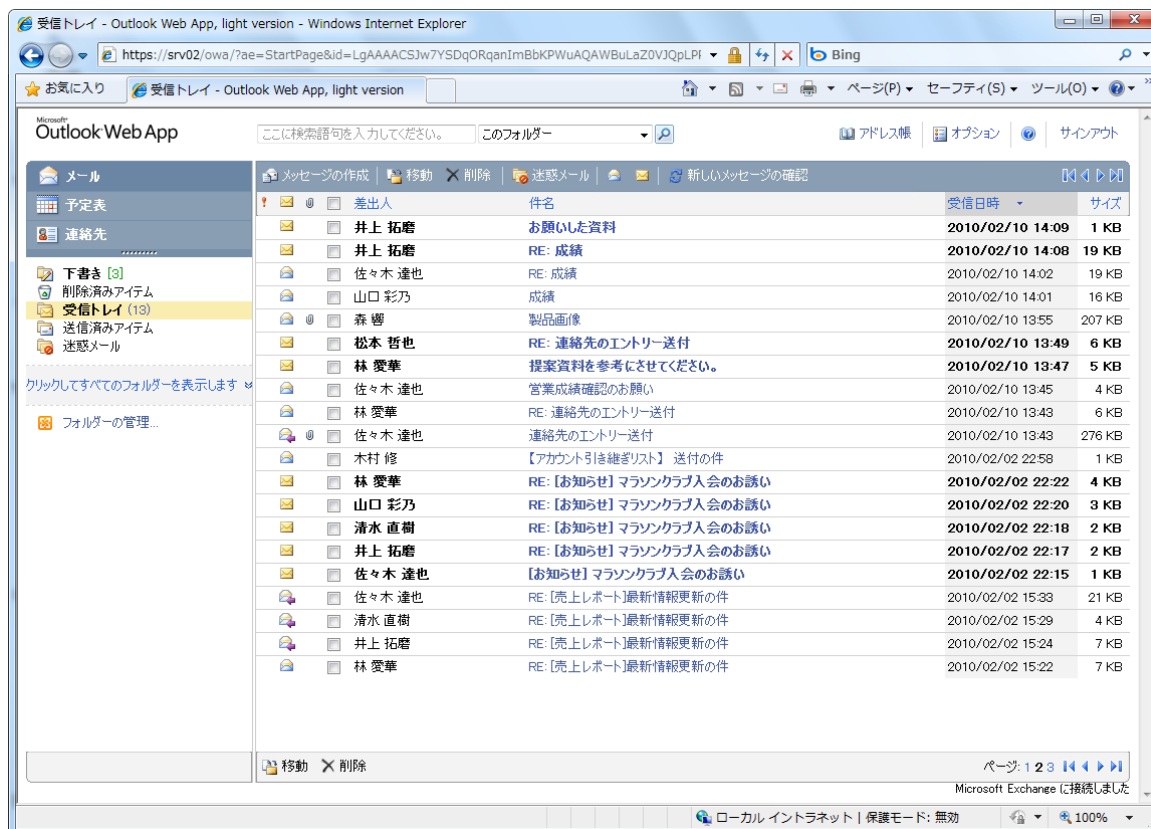 受信トレイ - Outlook Web App, light version - Windows Internet Explorer
https://srv02/owa/?ae=StartPage&id=LgAAAACSJw7YSDqORqanImBbKPWuAQAWBuLaZ0VJQpLPI
Bing
お気に入り 受信トレイ - Outlook Web App, light version ページ(P) セーフティ(S) ツール(O)
Microsoft
Outlook Web App ここに検索語句を入力してください。 このフォルダー アドレス帳 オプション サインアウト
メール
予定表
連絡先
下書き [3]
削除済みアイテム
受信トレイ (13)
送信済みアイテム
迷惑メール
クリックしてすべてのフォルダーを表示します
フォルダーの管理...
メッセージの作成 移動 削除 迷惑メール 新しいメッセージの確認
差出人 件名 受信日時 サイズ
井上 拓磨 お願いした資料 2010/02/10 14:09 1 KB
井上 拓磨 RE: 成績 2010/02/10 14:08 19 KB
佐々木 達也 RE: 成績 2010/02/10 14:02 19 KB
山口 彩乃 成績 2010/02/10 14:01 16 KB
森 響 製品画像 2010/02/10 13:55 207 KB
松本 哲也 RE: 連絡先のエントリー送付 2010/02/10 13:49 6 KB
林 愛華 提案資料を参考にさせてください。 2010/02/10 13:47 5 KB
佐々木 達也 営業成績確認のお願い 2010/02/10 13:45 4 KB
林 愛華 RE: 連絡先のエントリー送付 2010/02/10 13:43 6 KB
佐々木 達也 連絡先のエントリー送付 2010/02/10 13:43 276 KB
木村 修 【アカウント引き継ぎリスト】 送付の件 2010/02/02 22:58 1 KB
林 愛華 RE: [お知らせ] マラソンクラブ入会のお誘い 2010/02/02 22:22 4 KB
山口 彩乃 RE: [お知らせ] マラソンクラブ入会のお誘い 2010/02/02 22:20 3 KB
清水 直樹 RE: [お知らせ] マラソンクラブ入会のお誘い 2010/02/02 22:18 2 KB
井上 拓磨 RE: [お知らせ] マラソンクラブ入会のお誘い 2010/02/02 22:17 2 KB
佐々木 達也 [お知らせ] マラソンクラブ入会のお誘い 2010/02/02 22:15 1 KB
佐々木 達也 RE: [売上レポート]最新情報更新の件 2010/02/02 15:33 21 KB
清水 直樹 RE: [売上レポート]最新情報更新の件 2010/02/02 15:29 4 KB
井上 拓磨 RE: [売上レポート]最新情報更新の件 2010/02/02 15:24 7 KB
林 愛華 RE: [売上レポート]最新情報更新の件 2010/02/02 15:22 7 KB
移動 削除 ページ: 1 2 3
Microsoft Exchange に接続しました
ローカル イントラネット | 保護モード: 無効 100%